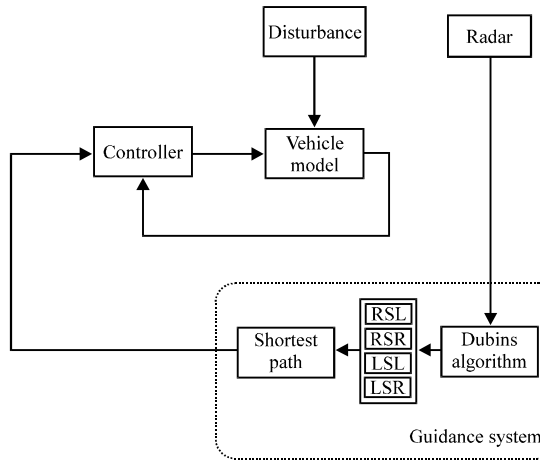 Disturbance
Radar
Controller
Vehicle
model
RSL
RSR
LSL
LSR
Shortest
path
Dubins
algorithm
Guidance system